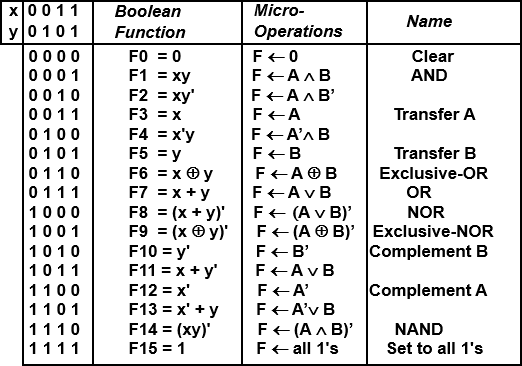 x 0 0 1 1 Boolean Function Micro-Operations Name
y 0 1 0 1
0 0 0 0 F0 = 0 F ← 0 Clear
0 0 0 1 F1 = xy F ← A ∧ B AND
0 0 1 0 F2 = xy' F ← A ∧ B’
0 0 1 1 F3 = x F ← A Transfer A
0 1 0 0 F4 = x'y F ← A’∧ B
0 1 0 1 F5 = y F ← B Transfer B
0 1 1 0 F6 = x ⊕ y F ← A ⊕ B Exclusive-OR
0 1 1 1 F7 = x + y F ← A ∨ B OR
1 0 0 0 F8 = (x + y)' F ← (A ∨ B)’ NOR
1 0 0 1 F9 = (x ⊕ y)' F ← (A ⊕ B)’ Exclusive-NOR
1 0 1 0 F10 = y' F ← B’ Complement B
1 0 1 1 F11 = x + y' F ← A ∨ B
1 1 0 0 F12 = x' F ← A’ Complement A
1 1 0 1 F13 = x' + y F ← A’∨ B
1 1 1 0 F14 = (xy)' F ← (A ∧ B)’ NAND
1 1 1 1 F15 = 1 F ← all 1's Set to all 1's